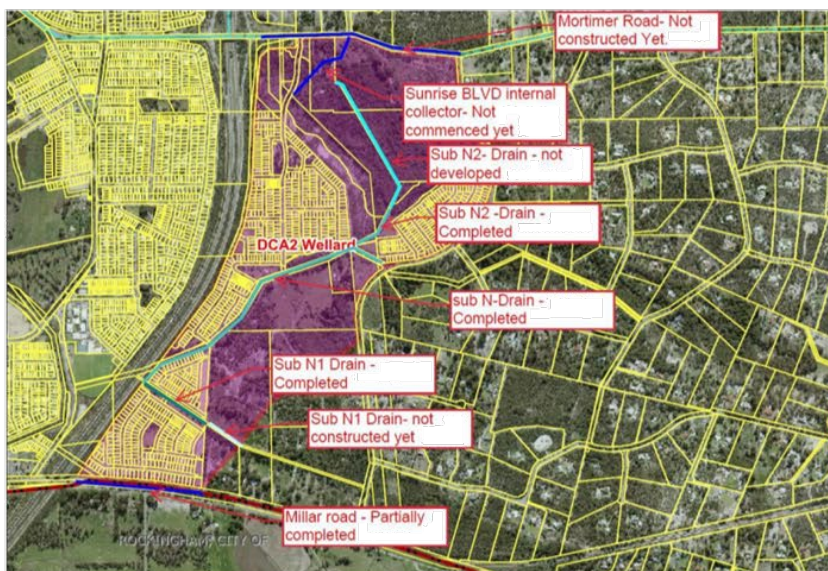 Mortimer Road- Not
constructed Yet.
Sunrise BLVD internal
collector- Not
commenced yet
Sub N2- Drain - not
developed
Sub N2 -Drain -
Completed
DCA2 Wellard
sub N-Drain -
Completed
Sub N1 Drain -
Completed
Sub N1 Drain- not
constructed yet
Millar road - Partially
completed
ROCKINGHAM CITY OF